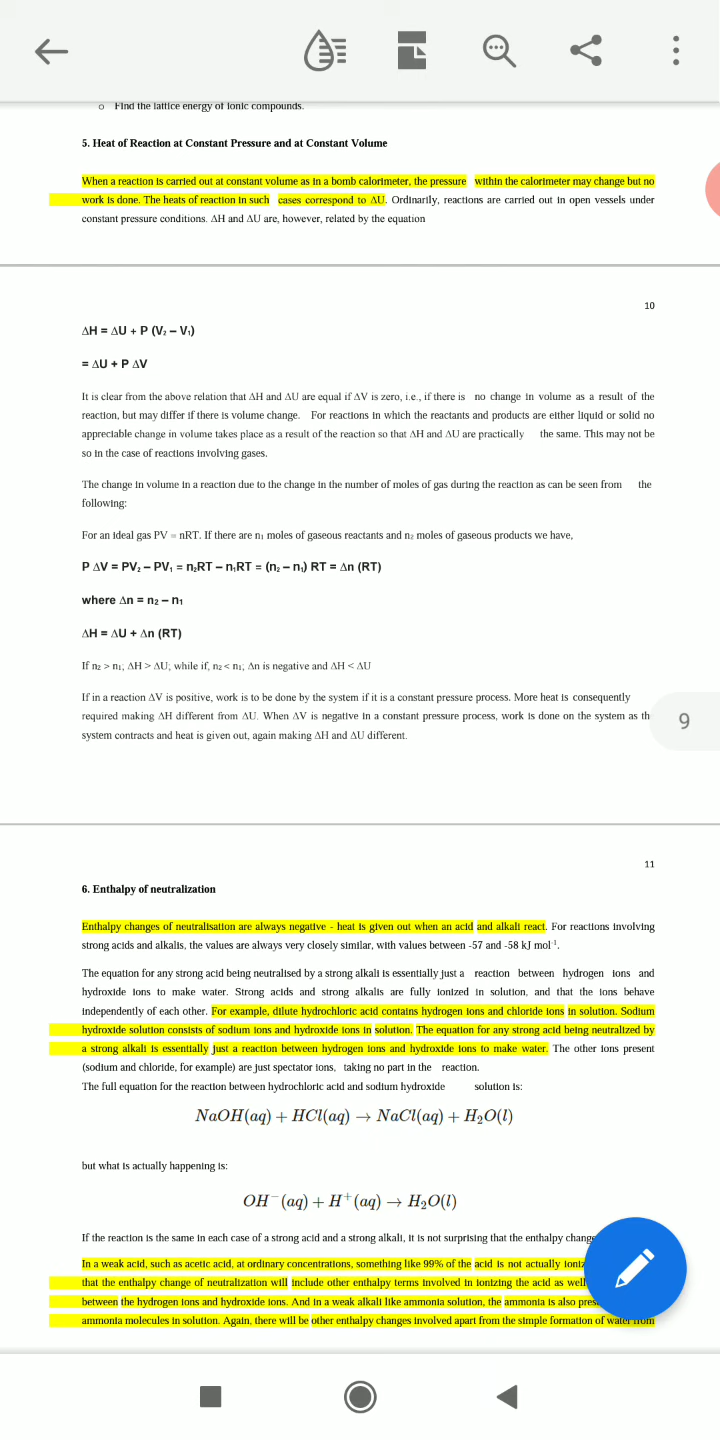 o Find the lattice energy of ionic compounds.
5. Heat of Reaction at Constant Pressure and at Constant Volume
When a reaction is carried out at constant volume as in a bomb calorimeter, the pressure within the calorimeter may change but no
work is done. The heats of reaction in such cases correspond to ΔU. Ordinarily, reactions are carried out in open vessels under
constant pressure conditions. ΔH and ΔU are, however, related by the equation
10
ΔH = ΔU + P (V₂ – V₁)
= ΔU + P ΔV
It is clear from the above relation that ΔH and ΔU are equal if ΔV is zero, i.e., if there is no change in volume as a result of the
reaction, but may differ if there is volume change. For reactions in which the reactants and products are either liquid or solid no
appreciable change in volume takes place as a result of the reaction so that ΔH and ΔU are practically the same. This may not be
so in the case of reactions involving gases.
The change in volume in a reaction due to the change in the number of moles of gas during the reaction as can be seen from the
following:
For an ideal gas PV = nRT. If there are n₁ moles of gaseous reactants and n₂ moles of gaseous products we have,
P ΔV = PV₂ – PV₁ = n₂RT – n₁RT = (n₂ – n₁) RT = Δn (RT)
where Δn = n₂ – n₁
ΔH = ΔU + Δn (RT)
If n₂ > n₁; ΔH > ΔU; while if, n₂ < n₁; Δn is negative and ΔH < ΔU
If in a reaction ΔV is positive, work is to be done by the system if it is a constant pressure process. More heat is consequently
required making ΔH different from ΔU. When ΔV is negative in a constant pressure process, work is done on the system as th
9
system contracts and heat is given out, again making ΔH and ΔU different.
11
6. Enthalpy of neutralization
Enthalpy changes of neutralisation are always negative - heat is given out when an acid and alkali react. For reactions involving
strong acids and alkalis, the values are always very closely similar, with values between -57 and -58 kJ mol⁻¹.
The equation for any strong acid being neutralised by a strong alkali is essentially just a reaction between hydrogen ions and
hydroxide ions to make water. Strong acids and strong alkalis are fully ionized in solution, and that the ions behave
independently of each other. For example, dilute hydrochloric acid contains hydrogen ions and chloride ions in solution. Sodium
hydroxide solution consists of sodium ions and hydroxide ions in solution. The equation for any strong acid being neutralized by
a strong alkali is essentially just a reaction between hydrogen ions and hydroxide ions to make water. The other ions present
(sodium and chloride, for example) are just spectator ions, taking no part in the reaction.
The full equation for the reaction between hydrochloric acid and sodium hydroxide solution is:
NaOH(aq) + HCl(aq) → NaCl(aq) + H₂O(l)
but what is actually happening is:
OH⁻(aq) + H⁺(aq) → H₂O(l)
If the reaction is the same in each case of a strong acid and a strong alkali, it is not surprising that the enthalpy change
In a weak acid, such as acetic acid, at ordinary concentrations, something like 99% of the acid is not actually
that the enthalpy change of neutralization will include other enthalpy terms involved in ionizing the acid as well
between the hydrogen ions and hydroxide ions. And in a weak alkali like ammonia solution, the ammonia is also
ammonia molecules in solution. Again, there will be other enthalpy changes involved apart from the simple formation of water from